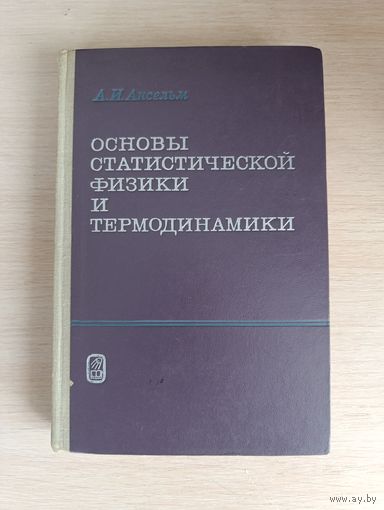 А.И.Ансельм
ОСНОВЫ
СТАТИСТИЧЕСКОЙ
ФИЗИКИ
И
ТЕРМОДИНАМИКИ
www.ay.by